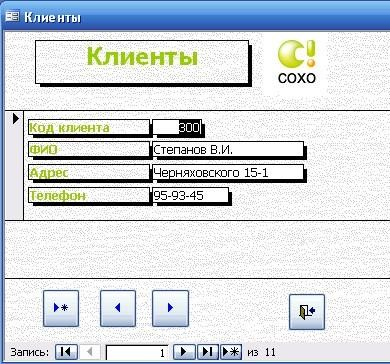 Клиенты
Клиенты
сохо
Код клиента 300
ФИО Степанов В.И.
Адрес Черняховского 15-1
Телефон 95-93-45
Запись: 1 из 11